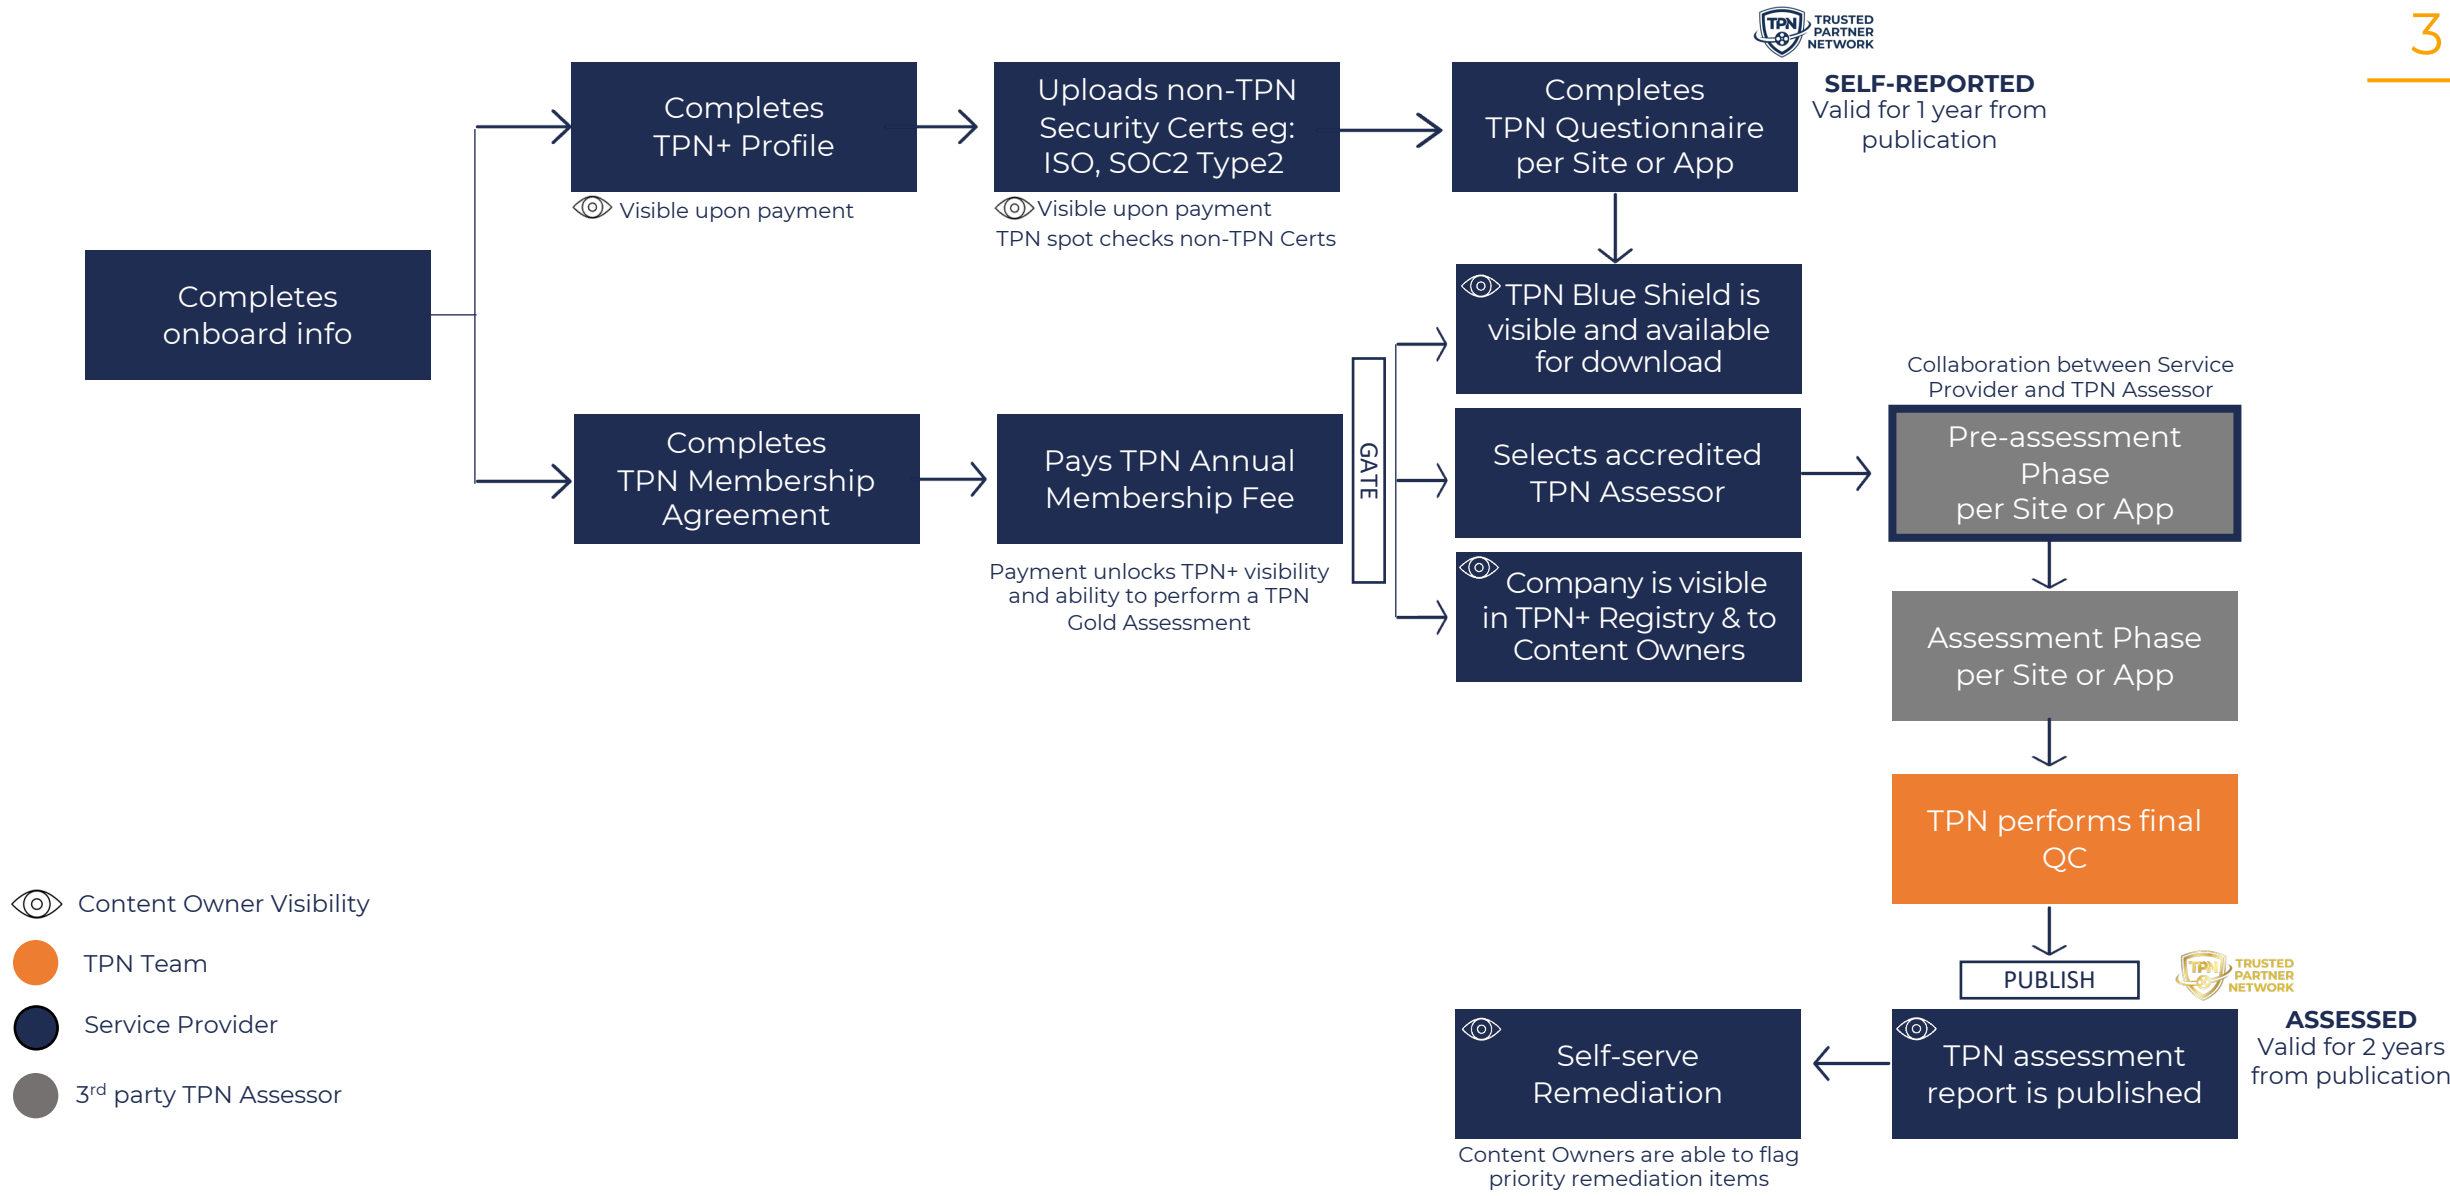 3
TPN
TRUSTED
PARTNER
NETWORK
SELF-REPORTED
Valid for 1 year from
publication
Completes
TPN+ Profile
Visible upon payment
Uploads non-TPN
Security Certs eg:
ISO, SOC2 Type2
Visible upon payment
TPN spot checks non-TPN Certs
Completes
TPN Questionnaire
per Site or App
Completes
onboard info
TPN Blue Shield is
visible and available
for download
Completes
TPN Membership
Agreement
Pays TPN Annual
Membership Fee
Payment unlocks TPN+ visibility
and ability to perform a TPN
Gold Assessment
GATE
Selects accredited
TPN Assessor
Company is visible
in TPN+ Registry & to
Content Owners
Collaboration between Service
Provider and TPN Assessor
Pre-assessment
Phase
per Site or App
Assessment Phase
per Site or App
TPN performs final
QC
PUBLISH
TPN
TRUSTED
PARTNER
NETWORK
ASSESSED
Valid for 2 years
from publication
TPN assessment
report is published
Self-serve
Remediation
Content Owners are able to flag
priority remediation items
Content Owner Visibility
TPN Team
Service Provider
3rd party TPN Assessor